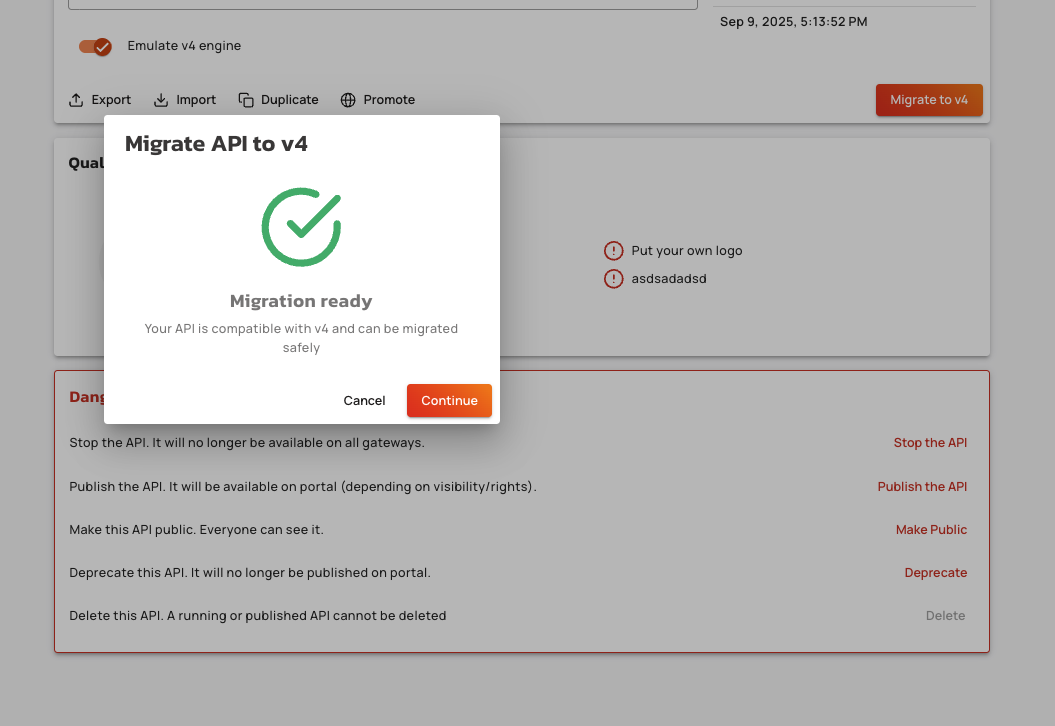 Sep 9, 2025, 5:13:52 PM
Emulate v4 engine
Export Import Duplicate Promote Migrate to v4
Migrate API to v4
Migration ready
Your API is compatible with v4 and can be migrated
safely
Cancel Continue
Put your own logo
asdsadadsd
Stop the API. It will no longer be available on all gateways. Stop the API
Publish the API. It will be available on portal (depending on visibility/rights). Publish the API
Make this API public. Everyone can see it. Make Public
Deprecate this API. It will no longer be published on portal. Deprecate
Delete this API. A running or published API cannot be deleted Delete